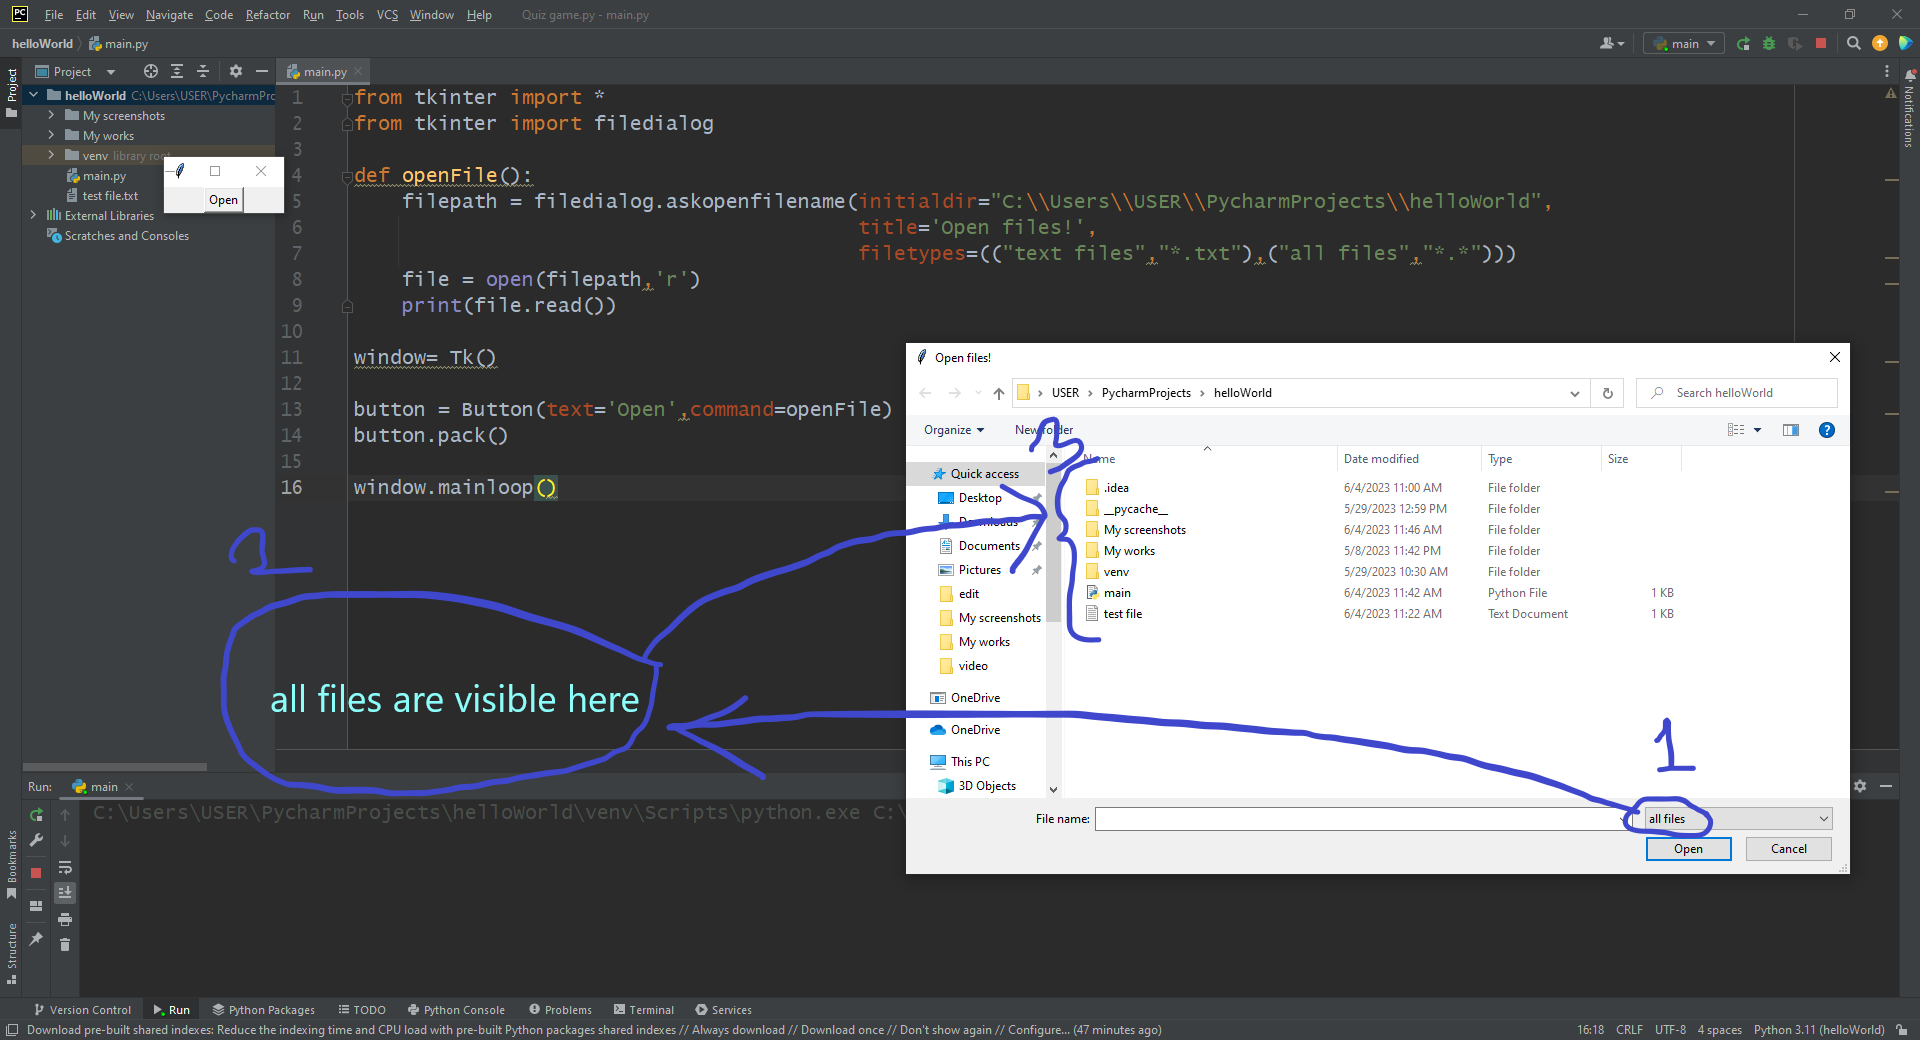 File Edit View Navigate Code Refactor Run Tools VCS Window Help Quiz game.py - main.py
helloWorld main.py
main
Project
main.py
Project
helloWorld C:\Users\USER\PycharmPro
My screenshots
My works
venv library root
main.py
test file.txt
External Libraries
Scratches and Consoles
Open
Notifications
1 from tkinter import *
2 from tkinter import filedialog
3
4 def openFile():
5 filepath = filedialog.askopenfilename(initialdir="C:\\Users\\USER\\PycharmProjects\\helloWorld",
6 title='Open files!',
7 filetypes=(("text files","*.txt"),("all files","*.*")))
8 file = open(filepath,'r')
9 print(file.read())
10
11 window= Tk()
12
13 button = Button(text='Open',command=openFile)
14 button.pack()
15
16 window.mainloop()
2
all files are visible here
Open files!
USER PycharmProjects helloWorld
Search helloWorld
Organize New folder
3
Name Date modified Type Size
Quick access
Desktop
Downloads
Documents
Pictures
edit
My screenshots
My works
video
OneDrive
OneDrive
This PC
3D Objects
.idea 6/4/2023 11:00 AM File folder
__pycache__ 5/29/2023 12:59 PM File folder
My screenshots 6/4/2023 11:46 AM File folder
My works 5/8/2023 11:42 PM File folder
venv 5/29/2023 10:30 AM File folder
main 6/4/2023 11:42 AM Python File 1 KB
test file 6/4/2023 11:22 AM Text Document 1 KB
1
File name: all files
Open Cancel
Run: main
C:\Users\USER\PycharmProjects\helloWorld\venv\Scripts\python.exe C:\
Bookmarks
Structure
Version Control Run Python Packages TODO Python Console Problems Terminal Services
Download pre-built shared indexes: Reduce the indexing time and CPU load with pre-built Python packages shared indexes // Always download // Download once // Don't show again // Configure... (47 minutes ago)
16:18 CRLF UTF-8 4 spaces Python 3.11 (helloWorld)